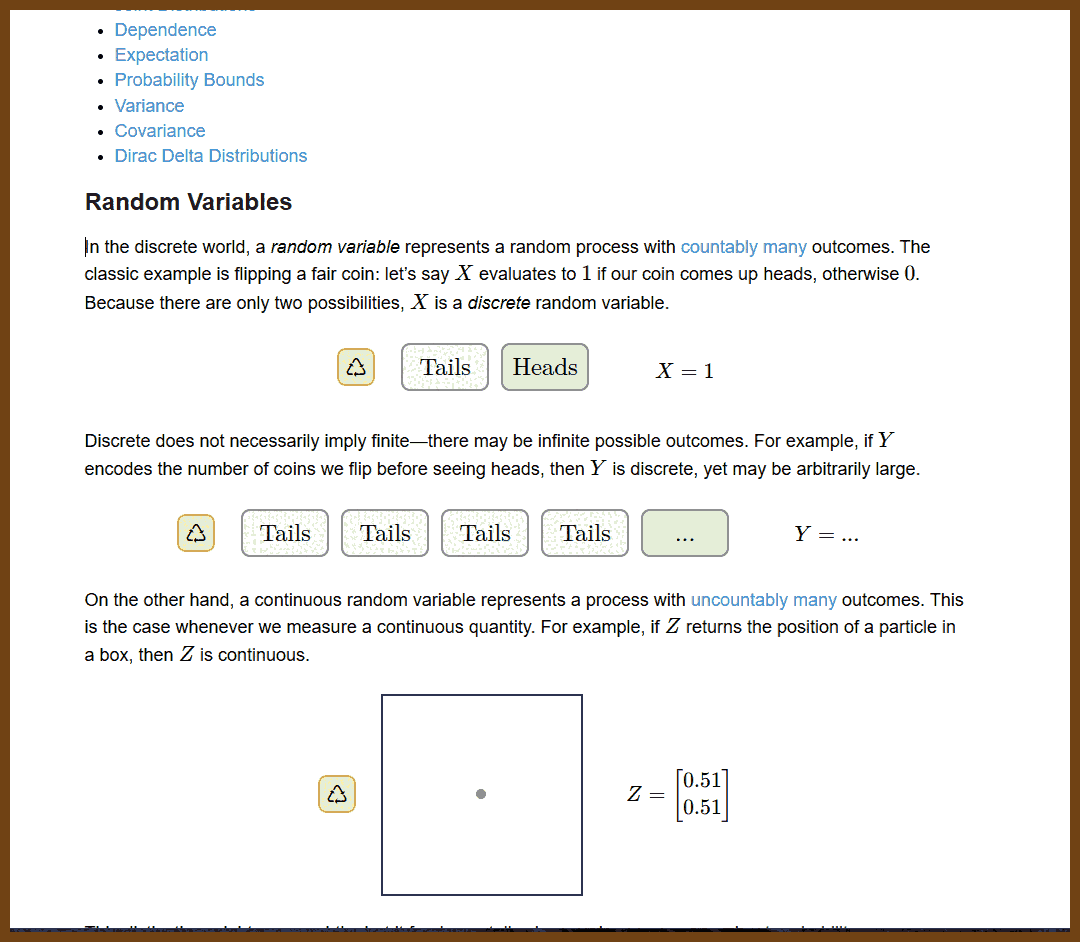 Dependence
Expectation
Probability Bounds
Variance
Covariance
Dirac Delta Distributions
Random Variables
In the discrete world, a random variable represents a random process with countably many outcomes. The
classic example is flipping a fair coin: let's say X evaluates to 1 if our coin comes up heads, otherwise 0.
Because there are only two possibilities, X is a discrete random variable.
Tails Heads X = 1
Discrete does not necessarily imply finite—there may be infinite possible outcomes. For example, if Y
encodes the number of coins we flip before seeing heads, then Y is discrete, yet may be arbitrarily large.
Tails Tails Tails Tails ... Y = ...
On the other hand, a continuous random variable represents a process with uncountably many outcomes. This
is the case whenever we measure a continuous quantity. For example, if Z returns the position of a particle in
a box, then Z is continuous.
Z = [0.51
0.51]